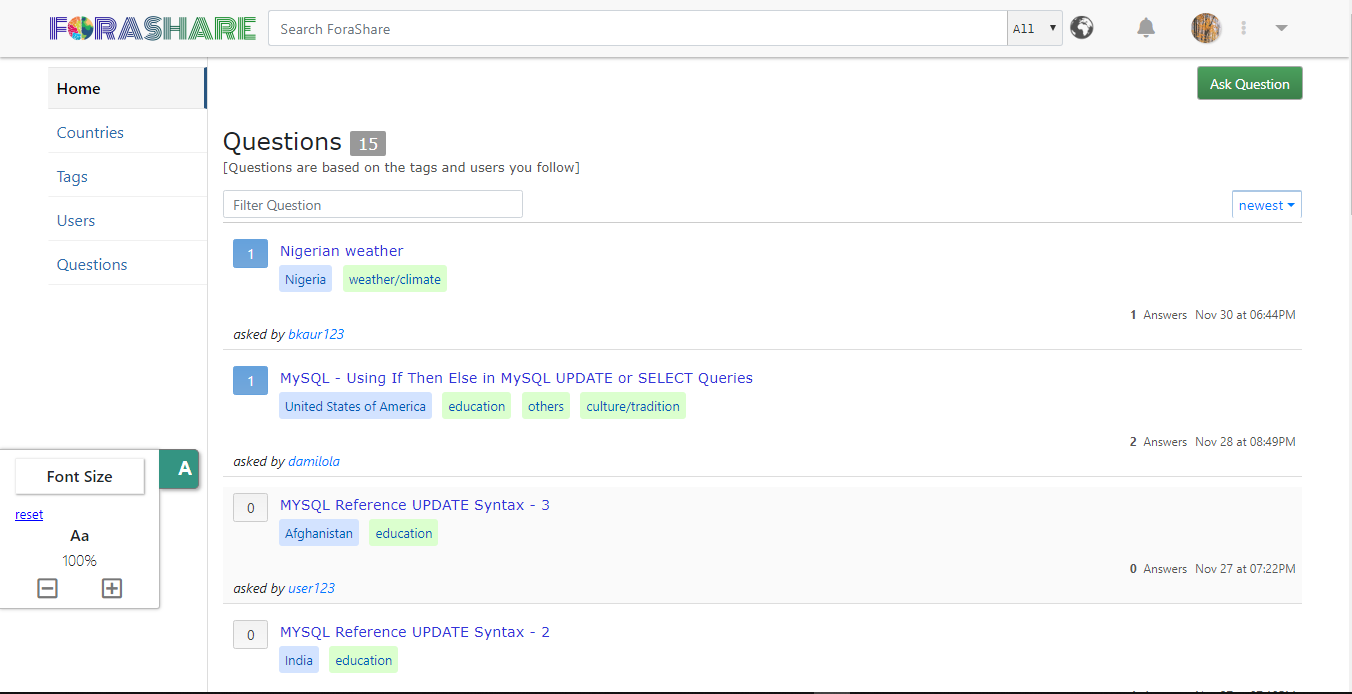 FORASHARE
Search ForaShare
All
Home
Countries
Tags
Users
Questions
Ask Question
Questions 15
[Questions are based on the tags and users you follow]
Filter Question
newest
1 Nigerian weather
Nigeria weather/climate
1 Answers Nov 30 at 06:44PM
asked by bkaur123
1 MySQL - Using If Then Else in MySQL UPDATE or SELECT Queries
United States of America education others culture/tradition
2 Answers Nov 28 at 08:49PM
asked by damilola
0 MYSQL Reference UPDATE Syntax - 3
Afghanistan education
0 Answers Nov 27 at 07:22PM
asked by user123
0 MYSQL Reference UPDATE Syntax - 2
India education
Font Size
A
reset
Aa
100%